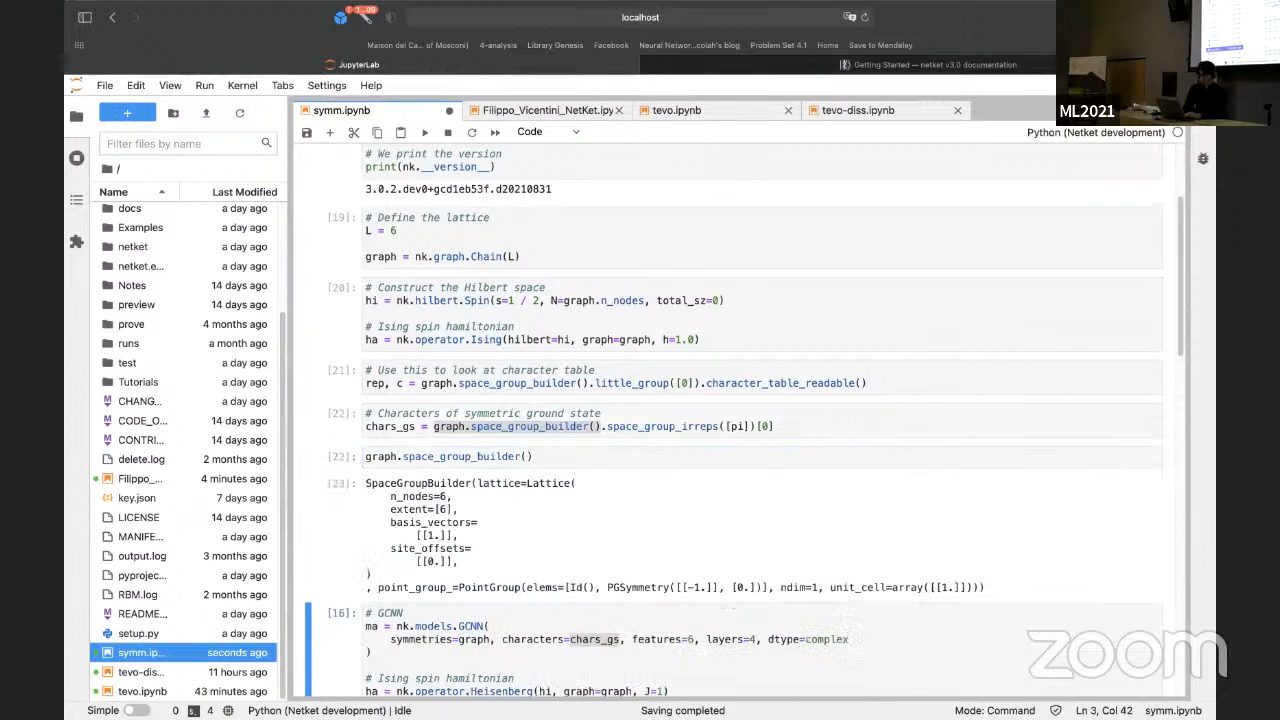 localhost
Maison del Ca... of Mosconi)
4-analysis
Library Genesis
Facebook
Neural Networ...colah's blog
Problem Set 4.1
Home
Save to Mendeley
JupyterLab
Getting Started — netket v3.0 documentation
ML2021
File Edit View Run Kernel Tabs Settings Help
symm.ipynb
Filippo_Vicentini_NetKet.ipy
tevo.ipynb
tevo-diss.ipynb
Code
Python (Netket development)
Filter files by name
/
Name
Last Modified
docs a day ago
Examples a day ago
netket a day ago
netket.e... a day ago
Notes 14 days ago
preview 14 days ago
prove 4 months ago
runs a month ago
test a day ago
Tutorials a day ago
CHANG... a day ago
CODE_O... 14 days ago
CONTRI... 14 days ago
delete.log 2 months ago
Filippo_... 4 minutes ago
key.json 7 days ago
LICENSE 14 days ago
MANIFE... a day ago
output.log 3 months ago
pyprojec... a day ago
RBM.log 2 months ago
README... a day ago
setup.py a day ago
symm.ip... seconds ago
tevo-dis... 11 hours ago
tevo.ipynb 43 minutes ago
# We print the version
print(nk.__version__)
3.0.2.dev0+gcd1eb53f.d20210831
[19]: # Define the lattice
L = 6
graph = nk.graph.Chain(L)
[20]: # Construct the Hilbert space
hi = nk.hilbert.Spin(s=1 / 2, N=graph.n_nodes, total_sz=0)
# Ising spin hamiltonian
ha = nk.operator.Ising(hilbert=hi, graph=graph, h=1.0)
[21]: # Use this to look at character table
rep, c = graph.space_group_builder().little_group([0]).character_table_readable()
[22]: # Characters of symmetric ground state
chars_gs = graph.space_group_builder().space_group_irreps([pi])[0]
[22]: graph.space_group_builder()
[23]: SpaceGroupBuilder(lattice=Lattice(
n_nodes=6,
extent=[6],
basis_vectors=
[[1.]],
site_offsets=
[[0.]],
)
, point_group_=PointGroup(elems=[Id(), PGSymmetry([[-1.]], [0.])], ndim=1, unit_cell=array([[1.]])))
[16]: # GCNN
ma = nk.models.GCNN(
symmetries=graph, characters=chars_gs, features=6, layers=4, dtype=complex
)
# Ising spin hamiltonian
ha = nk.operator.Heisenberg(hi, graph=graph, J=1)
zoom
Simple 0 4 Python (Netket development) | Idle
Saving completed
Mode: Command
Ln 3, Col 42
symm.ipynb